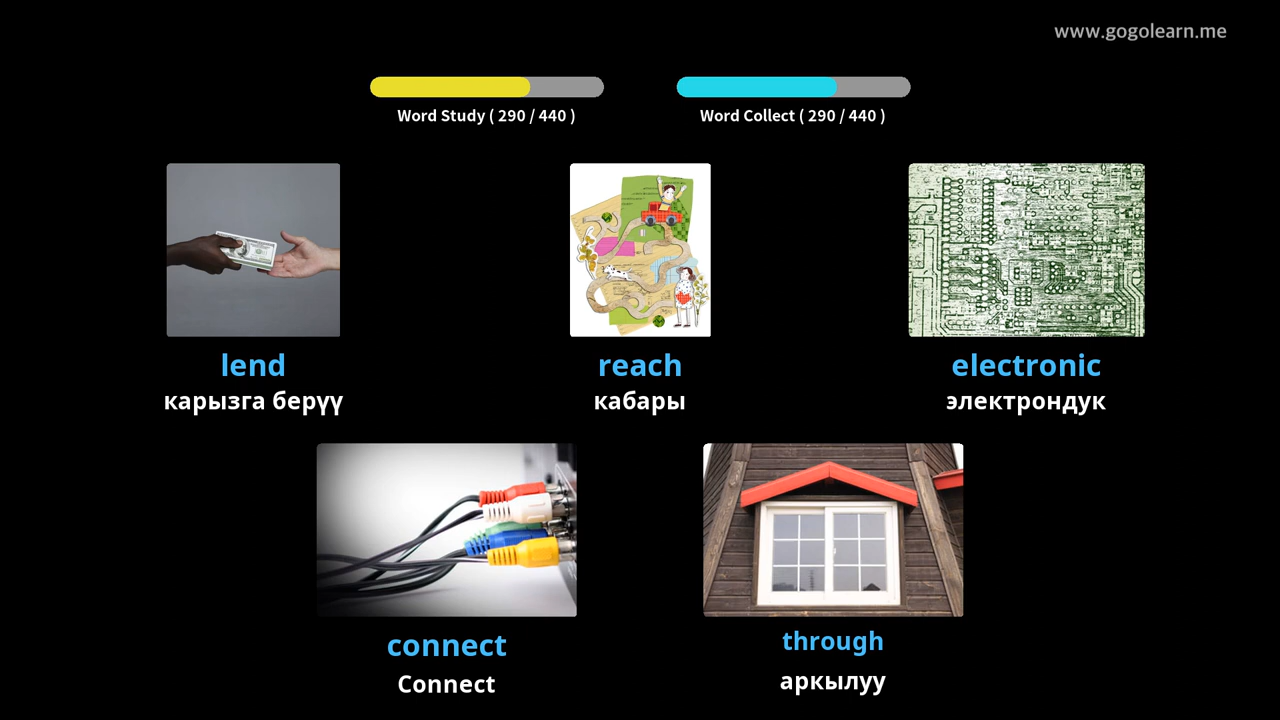 www.gogolearn.me
Word Study ( 290 / 440 )
Word Collect ( 290 / 440 )
lend
reach
electronic
карызга берүү
кабары
электрондук
connect
through
Connect
аркылуу